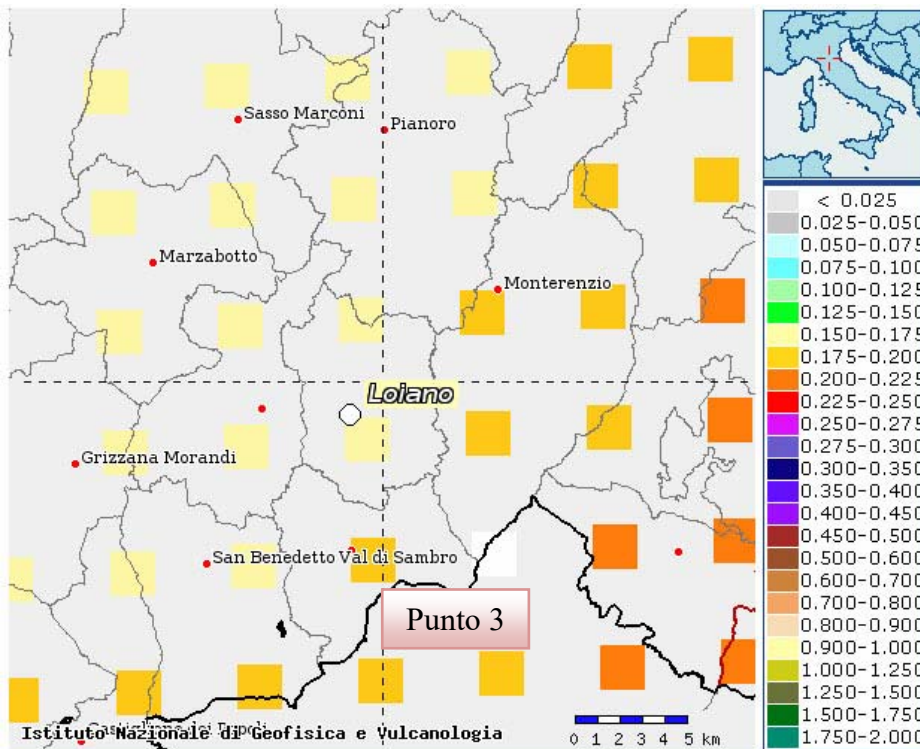 Sasso Marconi
Pianoro
Marzabotto
Monterenzio
Loiano
Grizzana Morandi
San Benedetto Val di Sambro
Punto 3
Istituto Nazionale di Geofisica e Vulcanologia
0 1 2 3 4 5 km
< 0.025
0.025-0.050
0.050-0.075
0.075-0.100
0.100-0.125
0.125-0.150
0.150-0.175
0.175-0.200
0.200-0.225
0.225-0.250
0.250-0.275
0.275-0.300
0.300-0.350
0.350-0.400
0.400-0.450
0.450-0.500
0.500-0.600
0.600-0.700
0.700-0.800
0.800-0.900
0.900-1.000
1.000-1.250
1.250-1.500
1.500-1.750
1.750-2.000